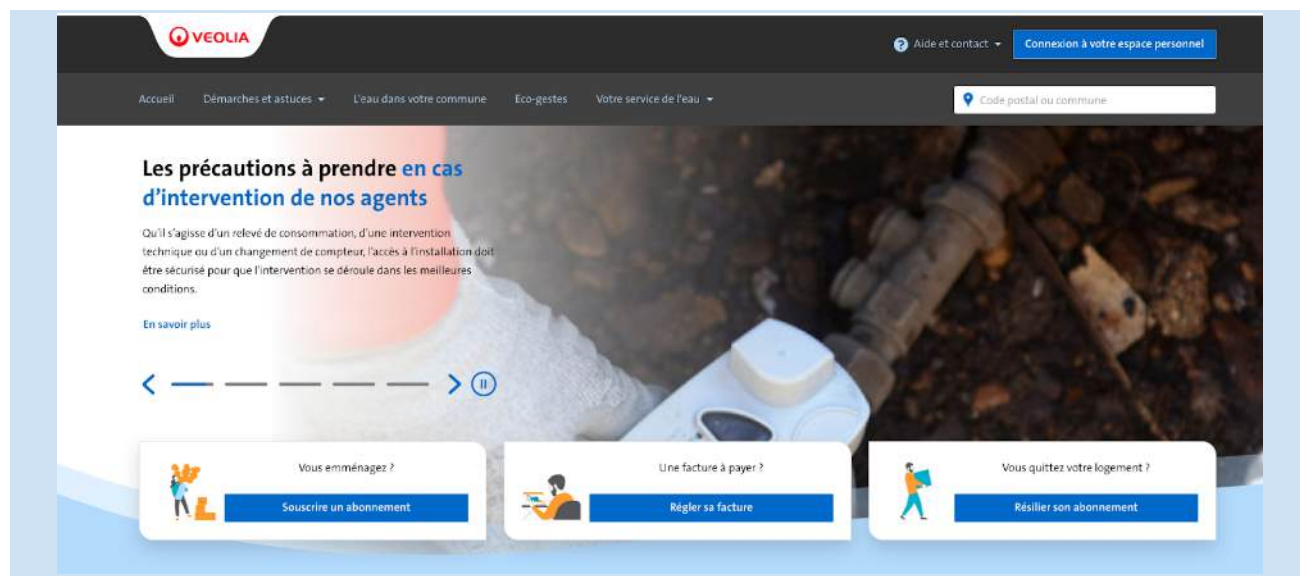 VEOLIA
Aide et contact
Connexion à votre espace personnel
Accueil
Démarches et astuces
L'eau dans votre commune
Eco-gestes
Votre service de l'eau
Code postal ou commune
Les précautions à prendre en cas
d'intervention de nos agents
Qu'il s'agisse d'un relevé de consommation, d'une intervention
technique ou d'un changement de compteur, l'accès à l'installation doit
être sécurisé pour que l'intervention se déroule dans les meilleures
conditions.
En savoir plus
Vous emménagez ?
Souscrire un abonnement
Une facture à payer ?
Régler sa facture
Vous quittez votre logement ?
Résilier son abonnement